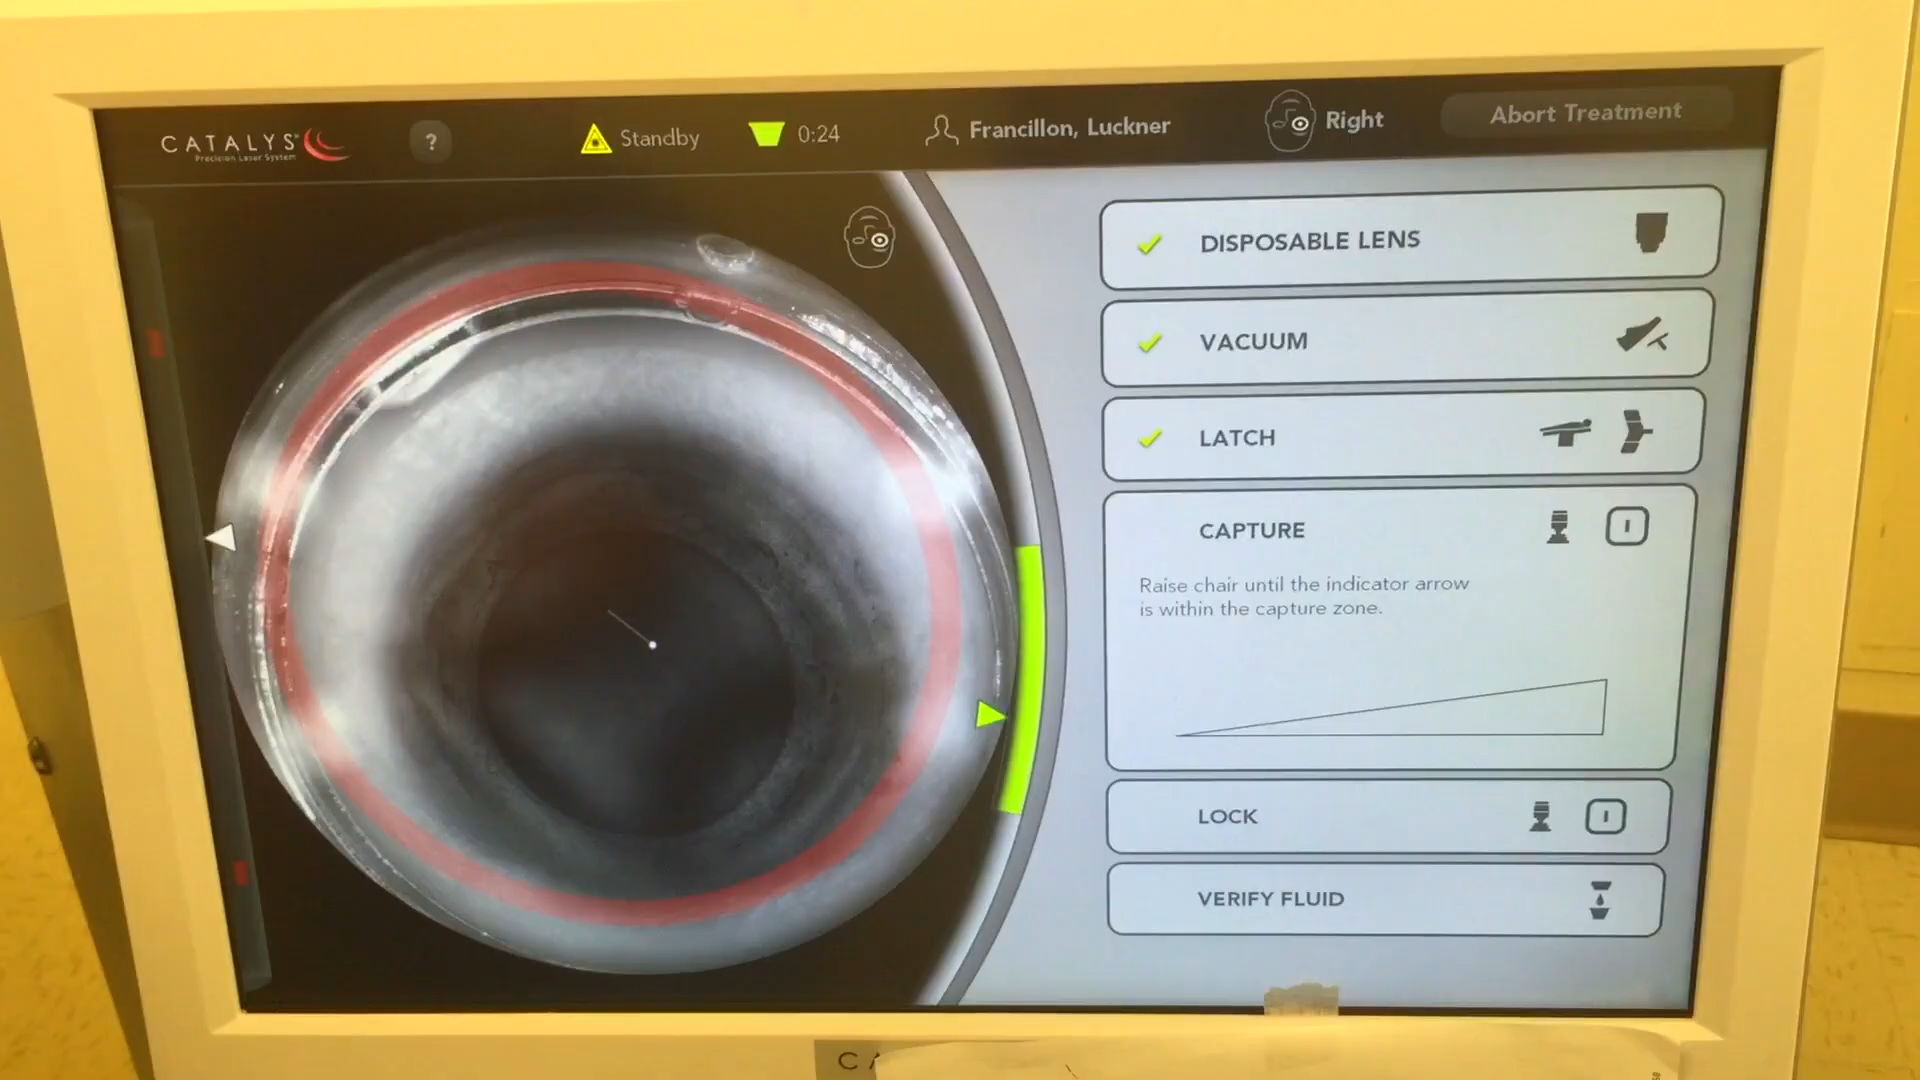 CATALYS
Precision Laser System
?
Standby
0:24
Francillon, Luckner
Right
Abort Treatment
DISPOSABLE LENS
VACUUM
LATCH
CAPTURE
Raise chair until the indicator arrow
is within the capture zone.
LOCK
VERIFY FLUID